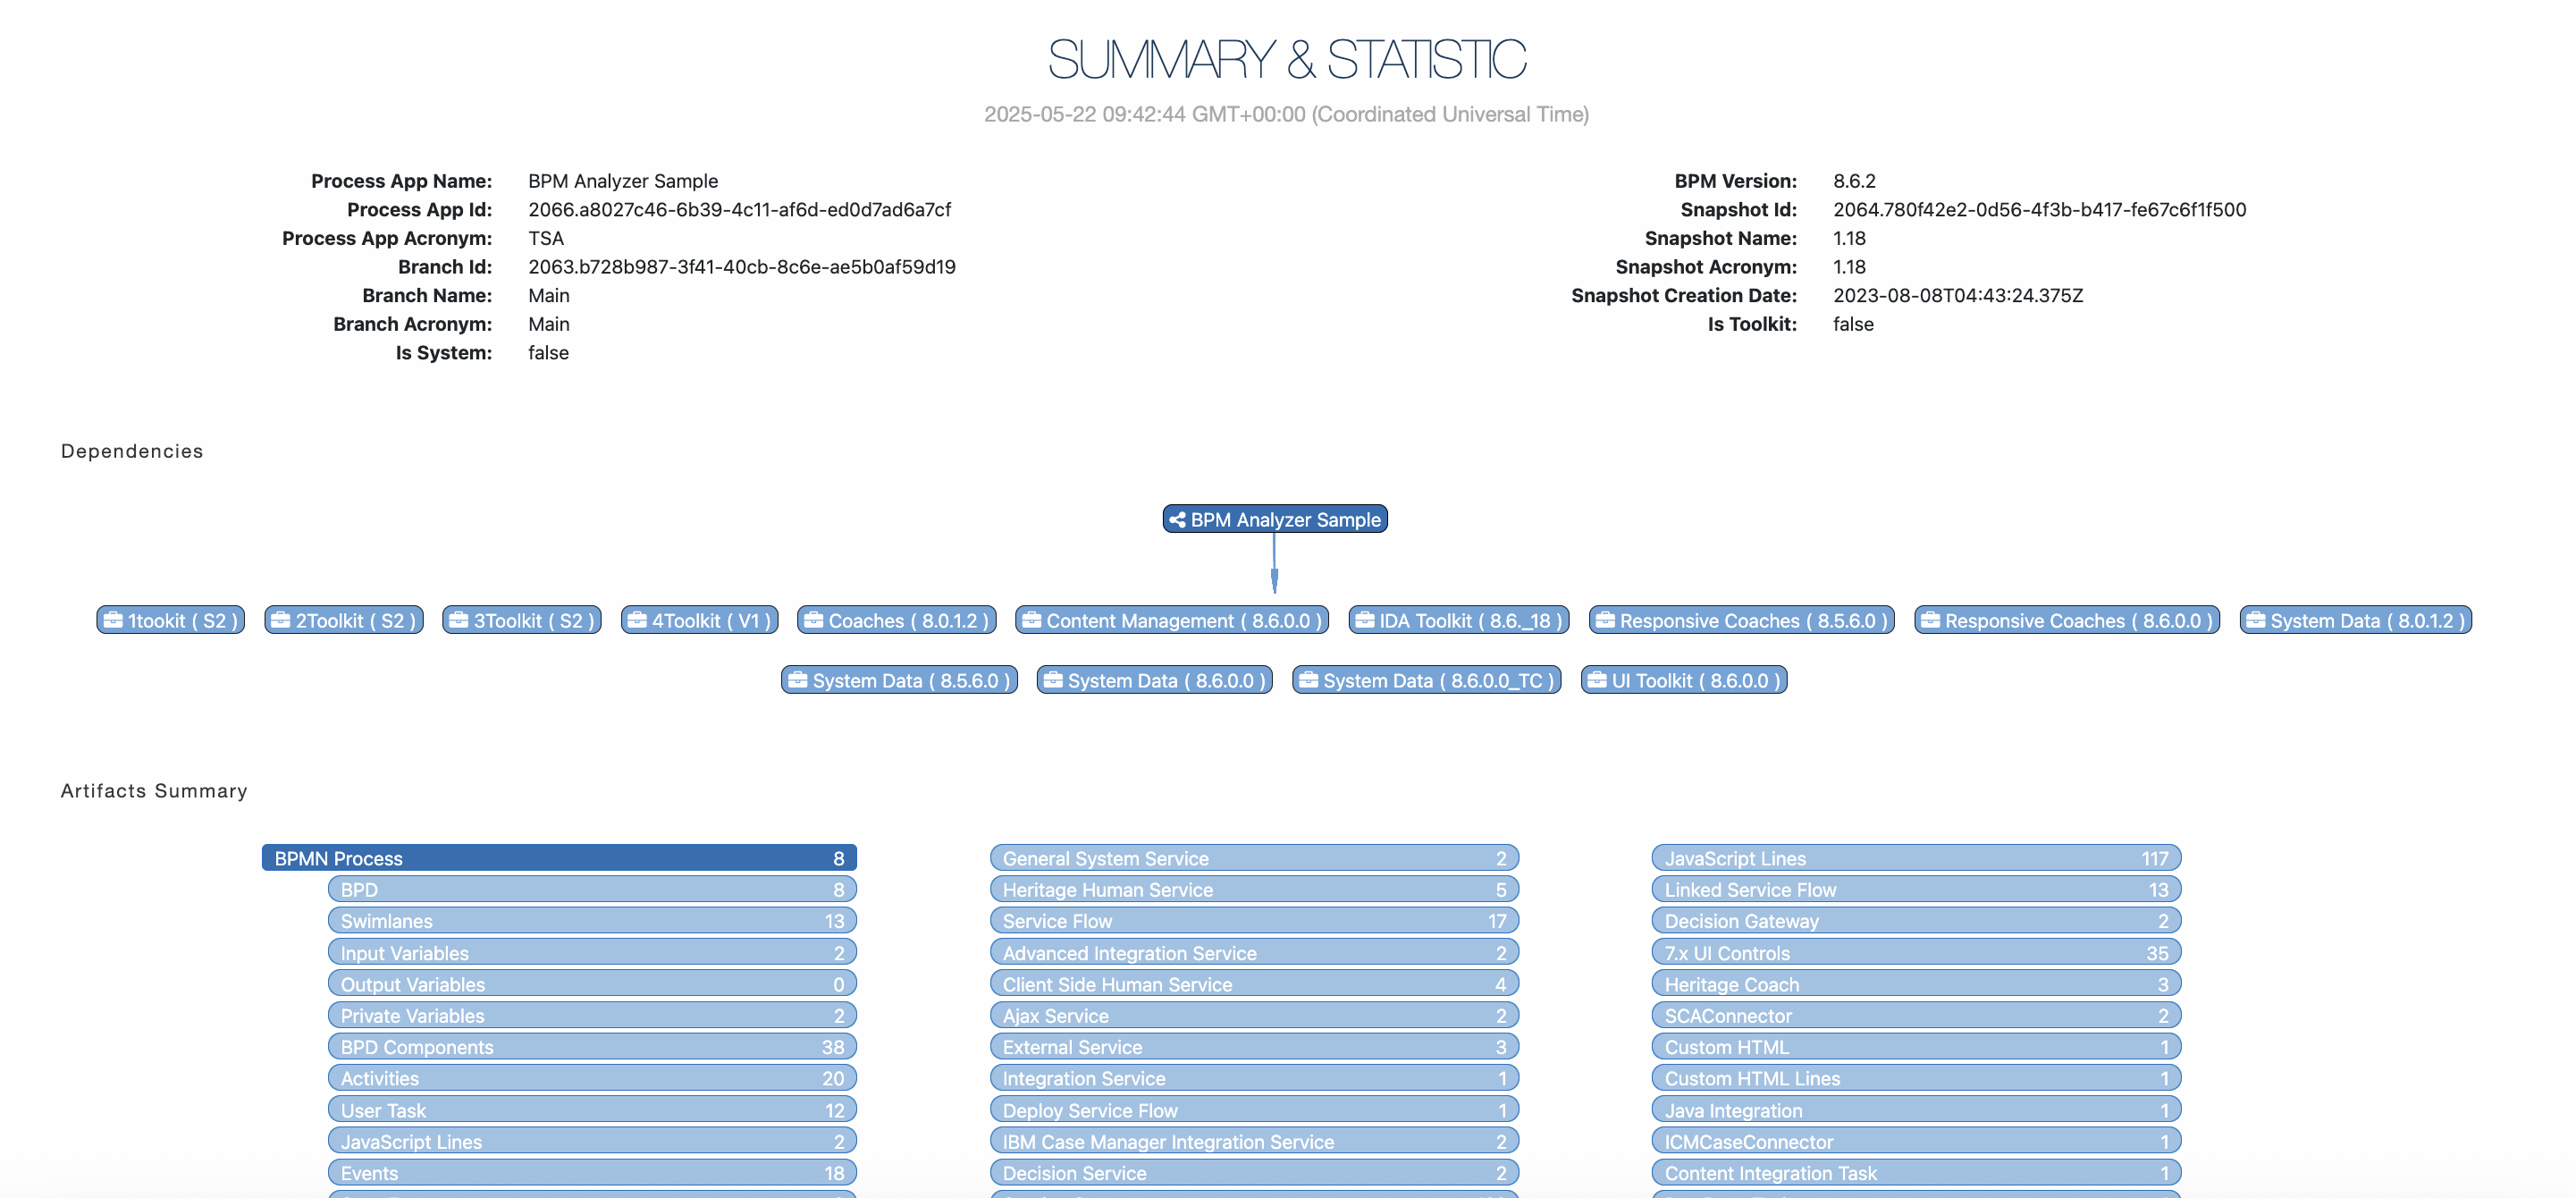 SUMMARY & STATISTIC
2025-05-22 09:42:44 GMT+00:00 (Coordinated Universal Time)
Process App Name: BPM Analyzer Sample
Process App Id: 2066.a8027c46-6b39-4c11-af6d-ed0d7ad6a7cf
Process App Acronym: TSA
Branch Id: 2063.b728b987-3f41-40cb-8c6e-ae5b0af59d19
Branch Name: Main
Branch Acronym: Main
Is System: false
BPM Version: 8.6.2
Snapshot Id: 2064.780f42e2-0d56-4f3b-b417-fe67c6f1f500
Snapshot Name: 1.18
Snapshot Acronym: 1.18
Snapshot Creation Date: 2023-08-08T04:43:24.375Z
Is Toolkit: false
Dependencies
BPM Analyzer Sample
1tookit ( S2 ) 2Toolkit ( S2 ) 3Toolkit ( S2 ) 4Toolkit ( V1 ) Coaches ( 8.0.1.2 ) Content Management ( 8.6.0.0 ) IDA Toolkit ( 8.6._18 ) Responsive Coaches ( 8.5.6.0 ) Responsive Coaches ( 8.6.0.0 ) System Data ( 8.0.1.2 )
System Data ( 8.5.6.0 ) System Data ( 8.6.0.0 ) System Data ( 8.6.0.0_TC ) UI Toolkit ( 8.6.0.0 )
Artifacts Summary
BPMN Process 8
BPD 8
Swimlanes 13
Input Variables 2
Output Variables 0
Private Variables 2
BPD Components 38
Activities 20
User Task 12
JavaScript Lines 2
Events 18
General System Service 2
Heritage Human Service 5
Service Flow 17
Advanced Integration Service 2
Client Side Human Service 4
Ajax Service 2
External Service 3
Integration Service 1
Deploy Service Flow 1
IBM Case Manager Integration Service 2
Decision Service 2
JavaScript Lines 117
Linked Service Flow 13
Decision Gateway 2
7.x UI Controls 35
Heritage Coach 3
SCAConnector 2
Custom HTML 1
Custom HTML Lines 1
Java Integration 1
ICMCaseConnector 1
Content Integration Task 1